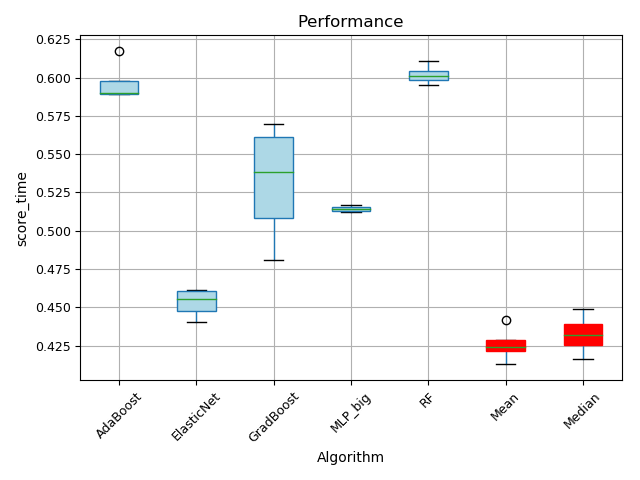 Performance
0.625
0.600
0.575
0.550
0.525
0.500
0.475
0.450
0.425
score_time
AdaBoost
ElasticNet
GradBoost
MLP_big
RF
Mean
Median
Algorithm